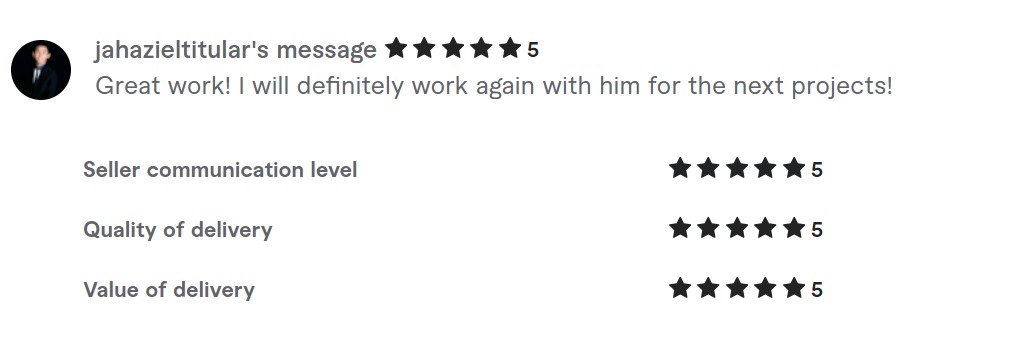 jahazieltitular's message ★★★★★ 5
Great work! I will definitely work again with him for the next projects!
Seller communication level ★★★★★ 5
Quality of delivery ★★★★★ 5
Value of delivery ★★★★★ 5